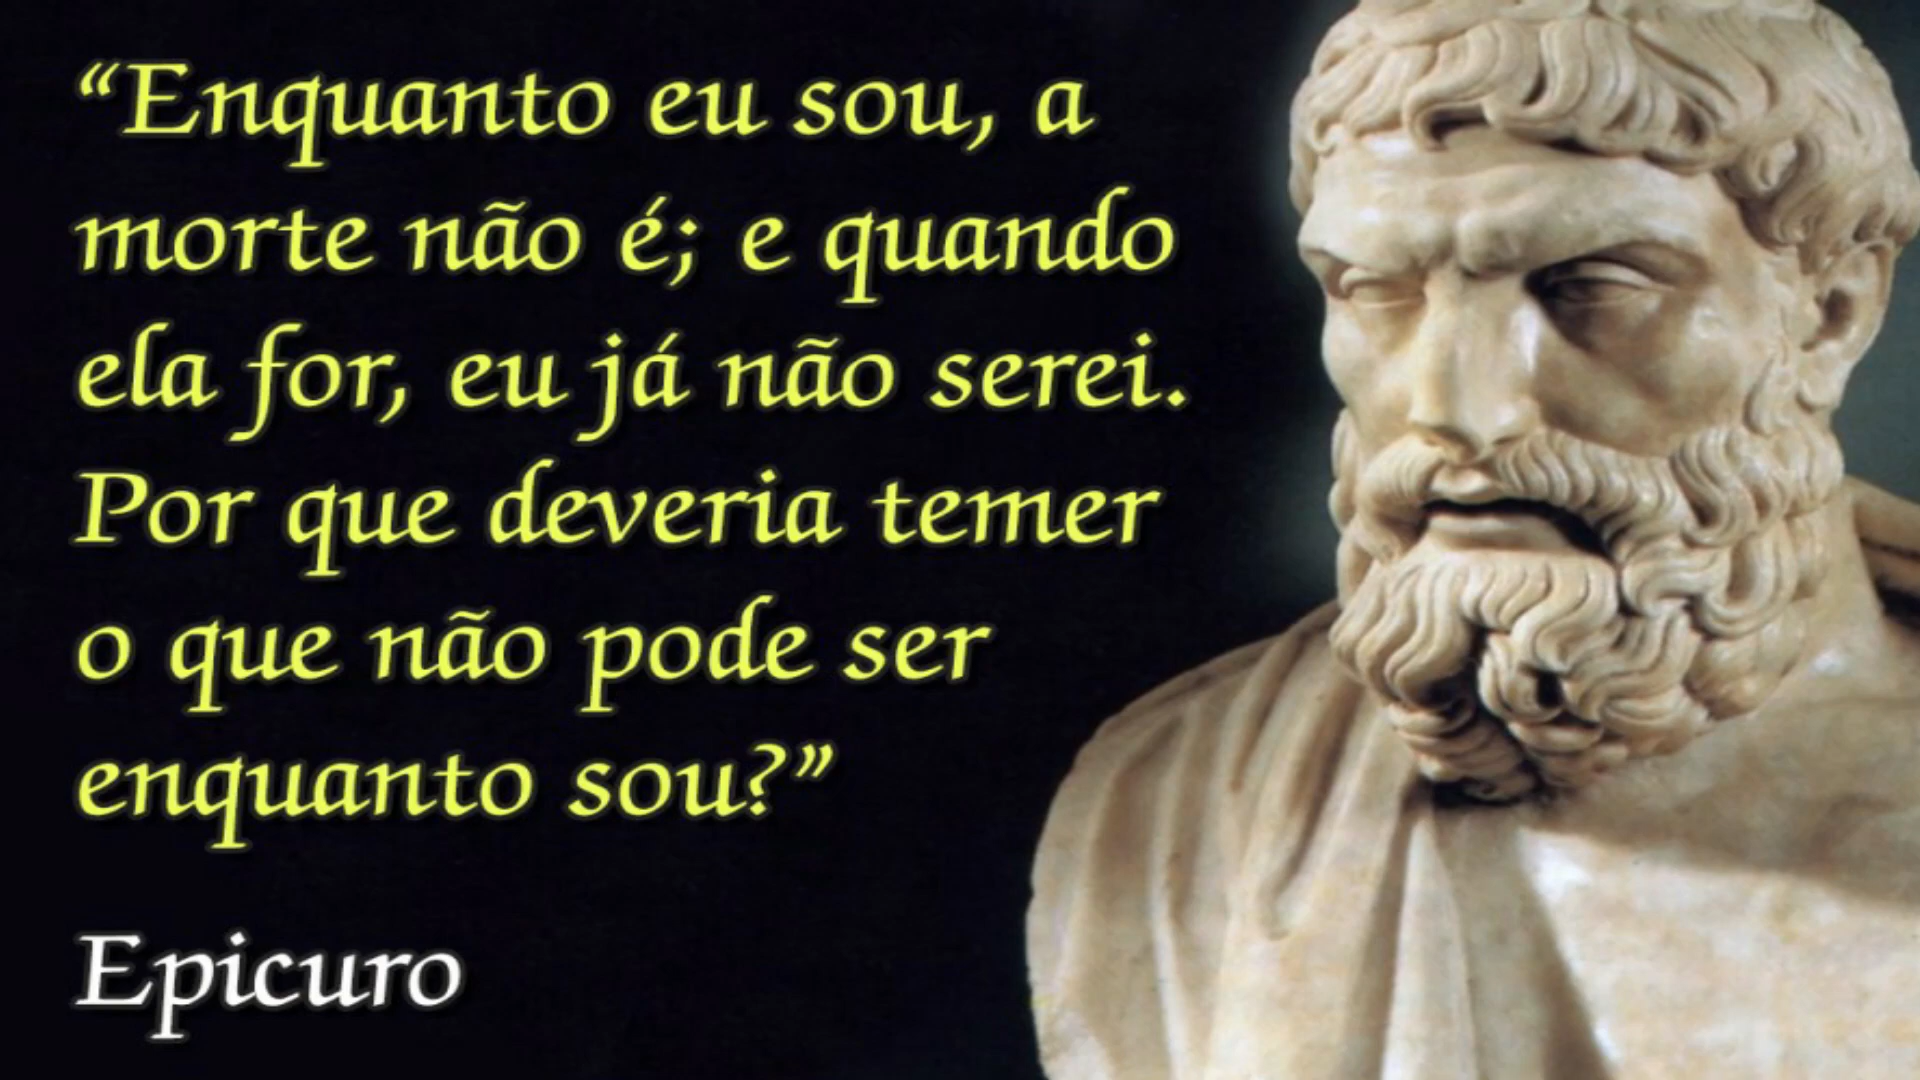 “Enquanto eu sou, a
morte não é; e quando
ela for, eu já não serei.
Por que deveria temer
o que não pode ser
enquanto sou?”
Epicuro